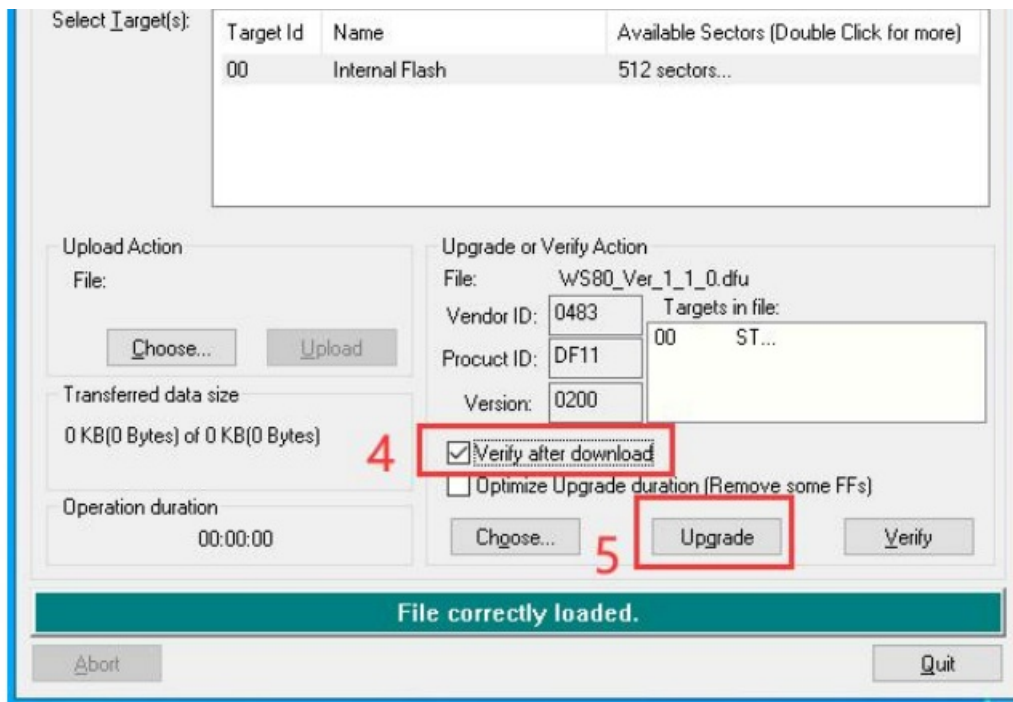 Select Target(s):
Target Id Name Available Sectors (Double Click for more)
00 Internal Flash 512 sectors...
Upload Action
File:
Choose... Upload
Transferred data size
0 KB(0 Bytes) of 0 KB(0 Bytes)
Operation duration
00:00:00
Upgrade or Verify Action
File: WS80_Ver_1_1_0.dfu
Vendor ID: 0483
Procuct ID: DF11
Version: 0200
Targets in file:
00 ST...
4
Verify after download
Optimize Upgrade duration (Remove some FFs)
Choose... 5 Upgrade Verify
File correctly loaded.
Abort Quit